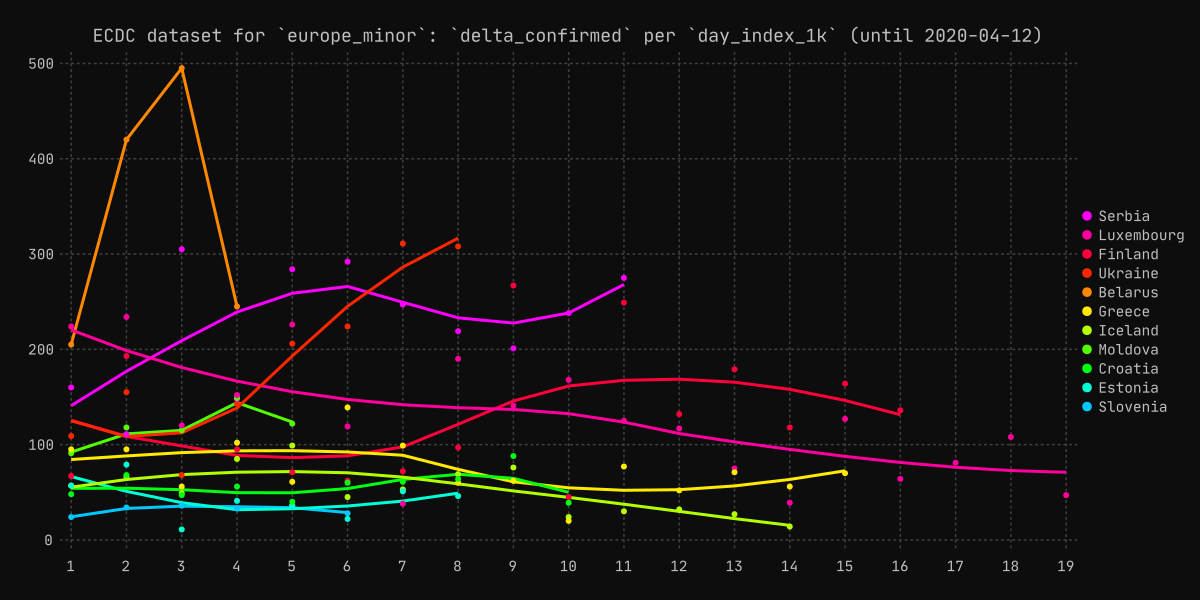 ECDC dataset for `europe_minor`: `delta_confirmed` per `day_index_1k` (until 2020-04-12)
500
400
300
200
100
0
1 2 3 4 5 6 7 8 9 10 11 12 13 14 15 16 17 18 19
Serbia
Luxembourg
Finland
Ukraine
Belarus
Greece
Iceland
Moldova
Croatia
Estonia
Slovenia